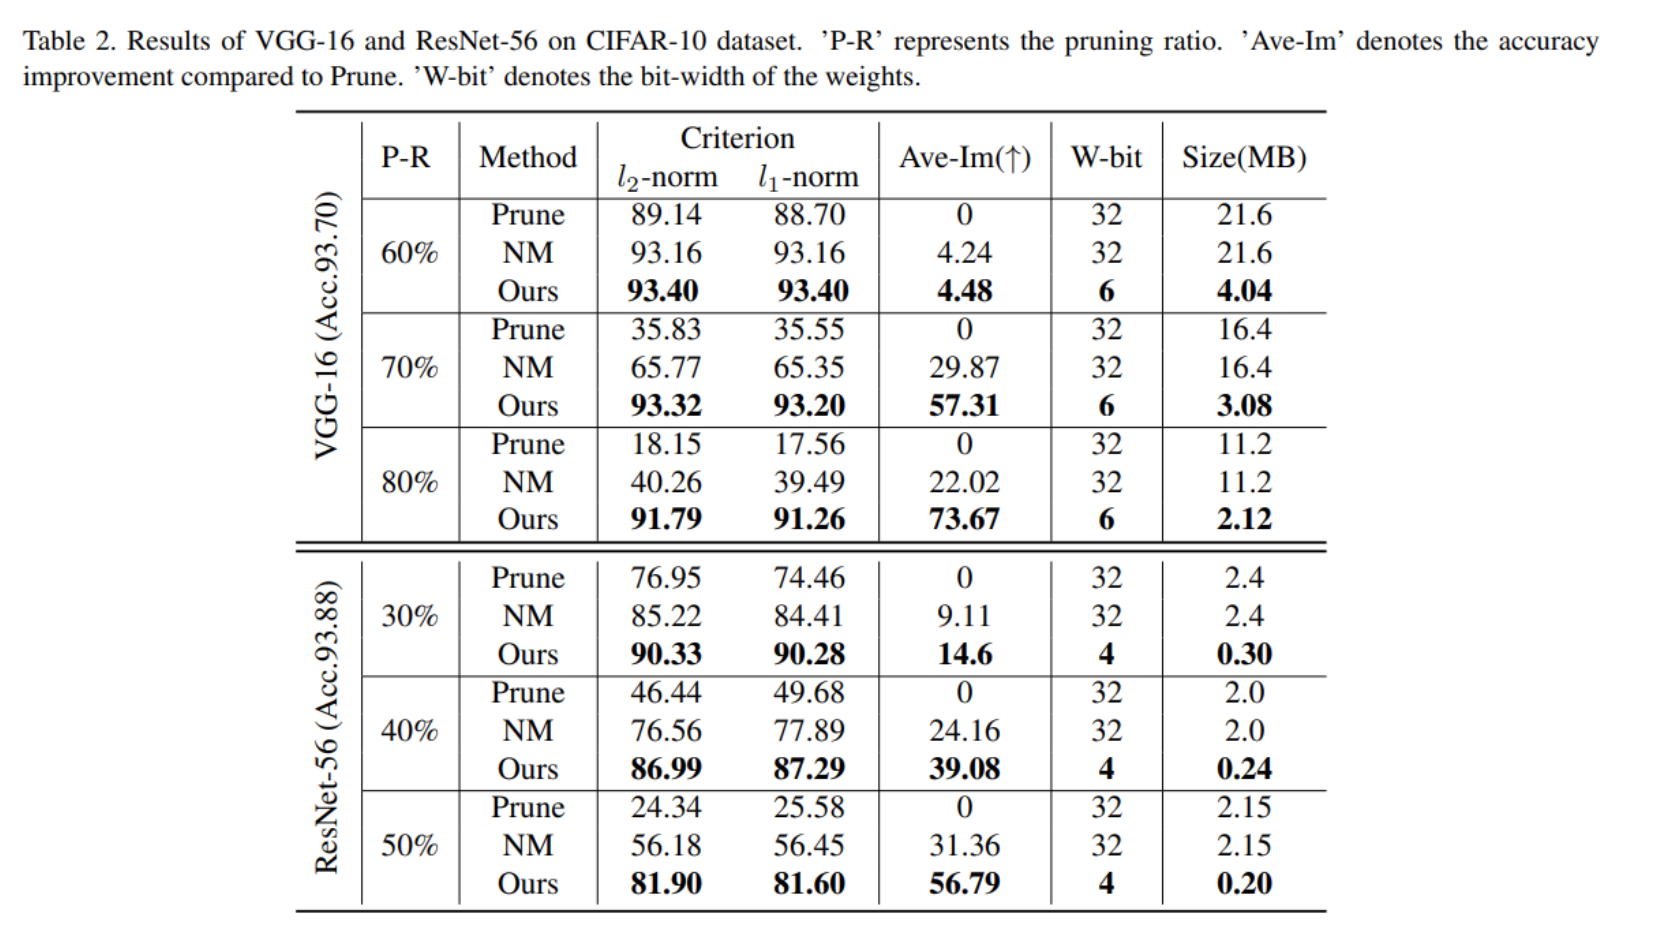 Table 2. Results of VGG-16 and ResNet-56 on CIFAR-10 dataset. ’P-R’ represents the pruning ratio. ’Ave-Im’ denotes the accuracy
improvement compared to Prune. ’W-bit’ denotes the bit-width of the weights.
P-R Method Criterion Ave-Im(↑) W-bit Size(MB)
l2-norm l1-norm
VGG-16 (Acc.93.70)
Prune 89.14 88.70 0 32 21.6
60% NM 93.16 93.16 4.24 32 21.6
Ours 93.40 93.40 4.48 6 4.04
Prune 35.83 35.55 0 32 16.4
70% NM 65.77 65.35 29.87 32 16.4
Ours 93.32 93.20 57.31 6 3.08
Prune 18.15 17.56 0 32 11.2
80% NM 40.26 39.49 22.02 32 11.2
Ours 91.79 91.26 73.67 6 2.12
ResNet-56 (Acc.93.88)
Prune 76.95 74.46 0 32 2.4
30% NM 85.22 84.41 9.11 32 2.4
Ours 90.33 90.28 14.6 4 0.30
Prune 46.44 49.68 0 32 2.0
40% NM 76.56 77.89 24.16 32 2.0
Ours 86.99 87.29 39.08 4 0.24
Prune 24.34 25.58 0 32 2.15
50% NM 56.18 56.45 31.36 32 2.15
Ours 81.90 81.60 56.79 4 0.20